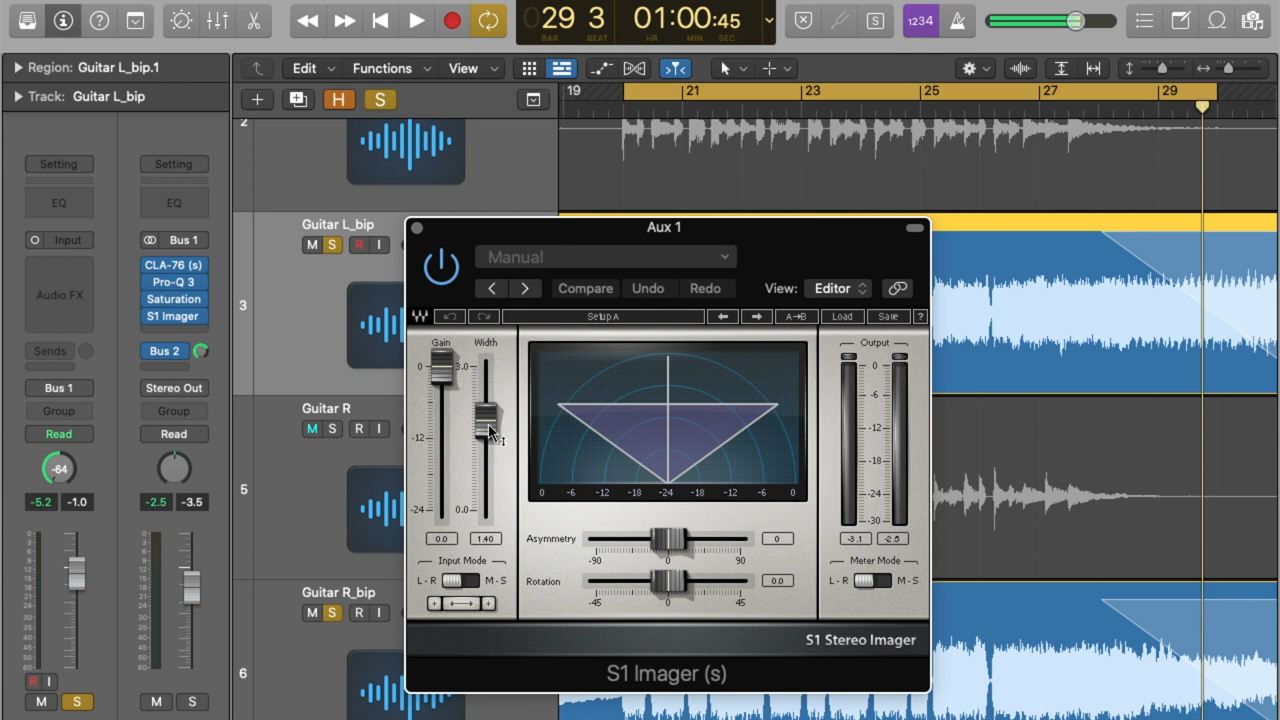 29 3 01:00:45
BAR BEAT HR MIN SEC
1234
Region: Guitar L_bip.1
Edit Functions View
Track: Guitar L_bip
H S
19 21 23 25 27 29
Setting Setting
EQ EQ
Input Bus 1
CLA-76 (s)
Pro-Q 3
Saturation
S1 Imager
Audio FX
Sends Bus 2
Bus 1 Stereo Out
Group Group
Read Read
-64
-5.2 -1.0 -2.5 -3.5
R I
M S M S
2
Guitar L_bip
M S R I
3
Guitar R
M S R I
5
Guitar R_bip
M S R I
6
Aux 1
Manual
Compare Undo Redo View: Editor
Setup A A→B Load Save ?
Gain Width Output
0 3.0
-12
-24 0.0
0.0 1.40
0 -6 -12 -18 -24 -18 -12 -6 0
0
-6
-12
-18
-24
-30
-3.1 -2.5
Asymmetry 0
-90 0 90
Input Mode Meter Mode
L - R M - S L - R M - S
Rotation 0.0
-45 0 45
S1 Stereo Imager
S1 Imager (s)